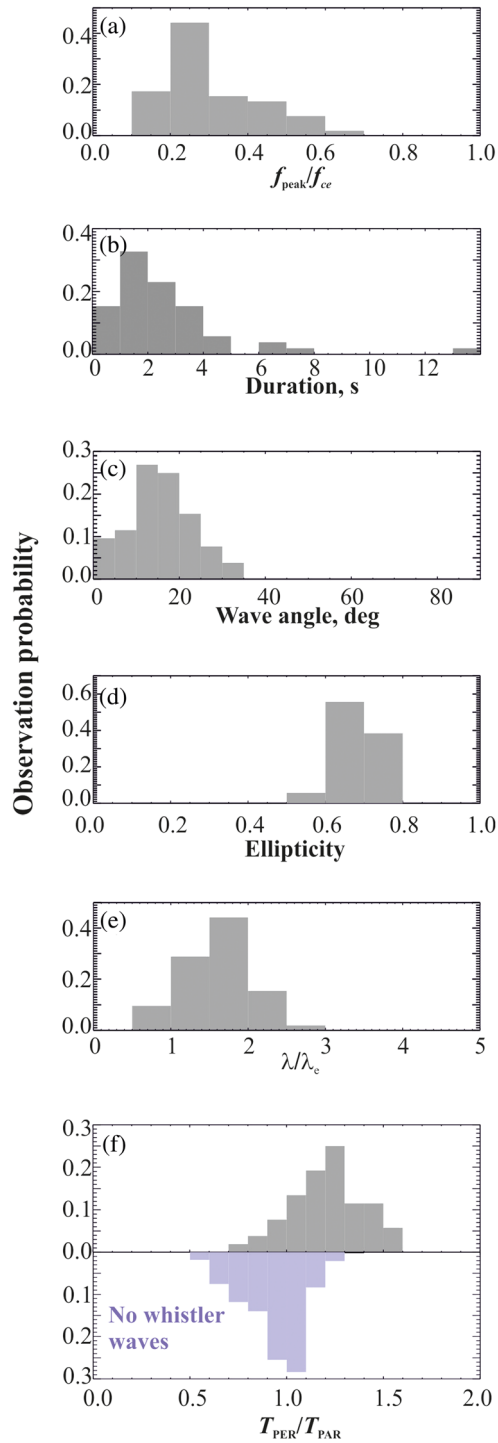 Observation probability
(a)
0.4
0.2
0.0
0.0 0.2 0.4 0.6 0.8 1.0
f_peak/f_ce
(b)
0.4
0.2
0.0
0 2 4 6 8 10 12
Duration, s
(c)
0.3
0.2
0.1
0.0
0 20 40 60 80
Wave angle, deg
(d)
0.6
0.4
0.2
0.0
0.0 0.2 0.4 0.6 0.8 1.0
Ellipticity
(e)
0.4
0.2
0.0
0 1 2 3 4 5
λ/λ_e
(f)
0.3
0.2
0.1
0.0
0.1
0.2
0.3
No whistler
waves
0.0 0.5 1.0 1.5 2.0
T_PER/T_PAR